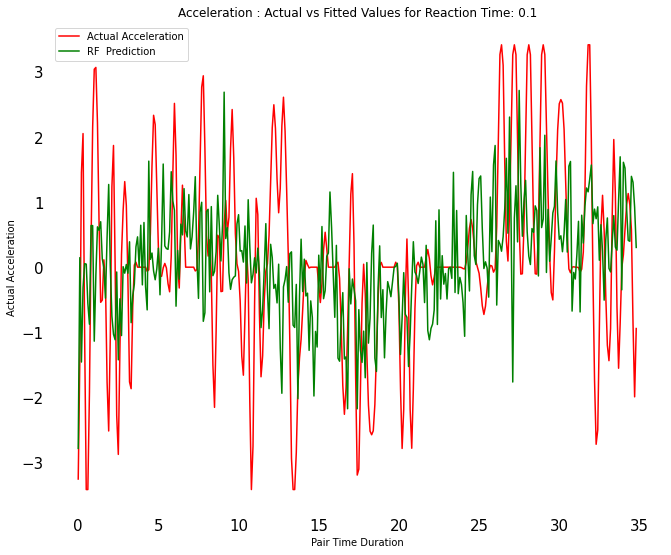 Acceleration : Actual vs Fitted Values for Reaction Time: 0.1
Actual Acceleration
RF Prediction
Actual Acceleration
3
2
1
0
−1
−2
−3
0 5 10 15 20 25 30 35
Pair Time Duration